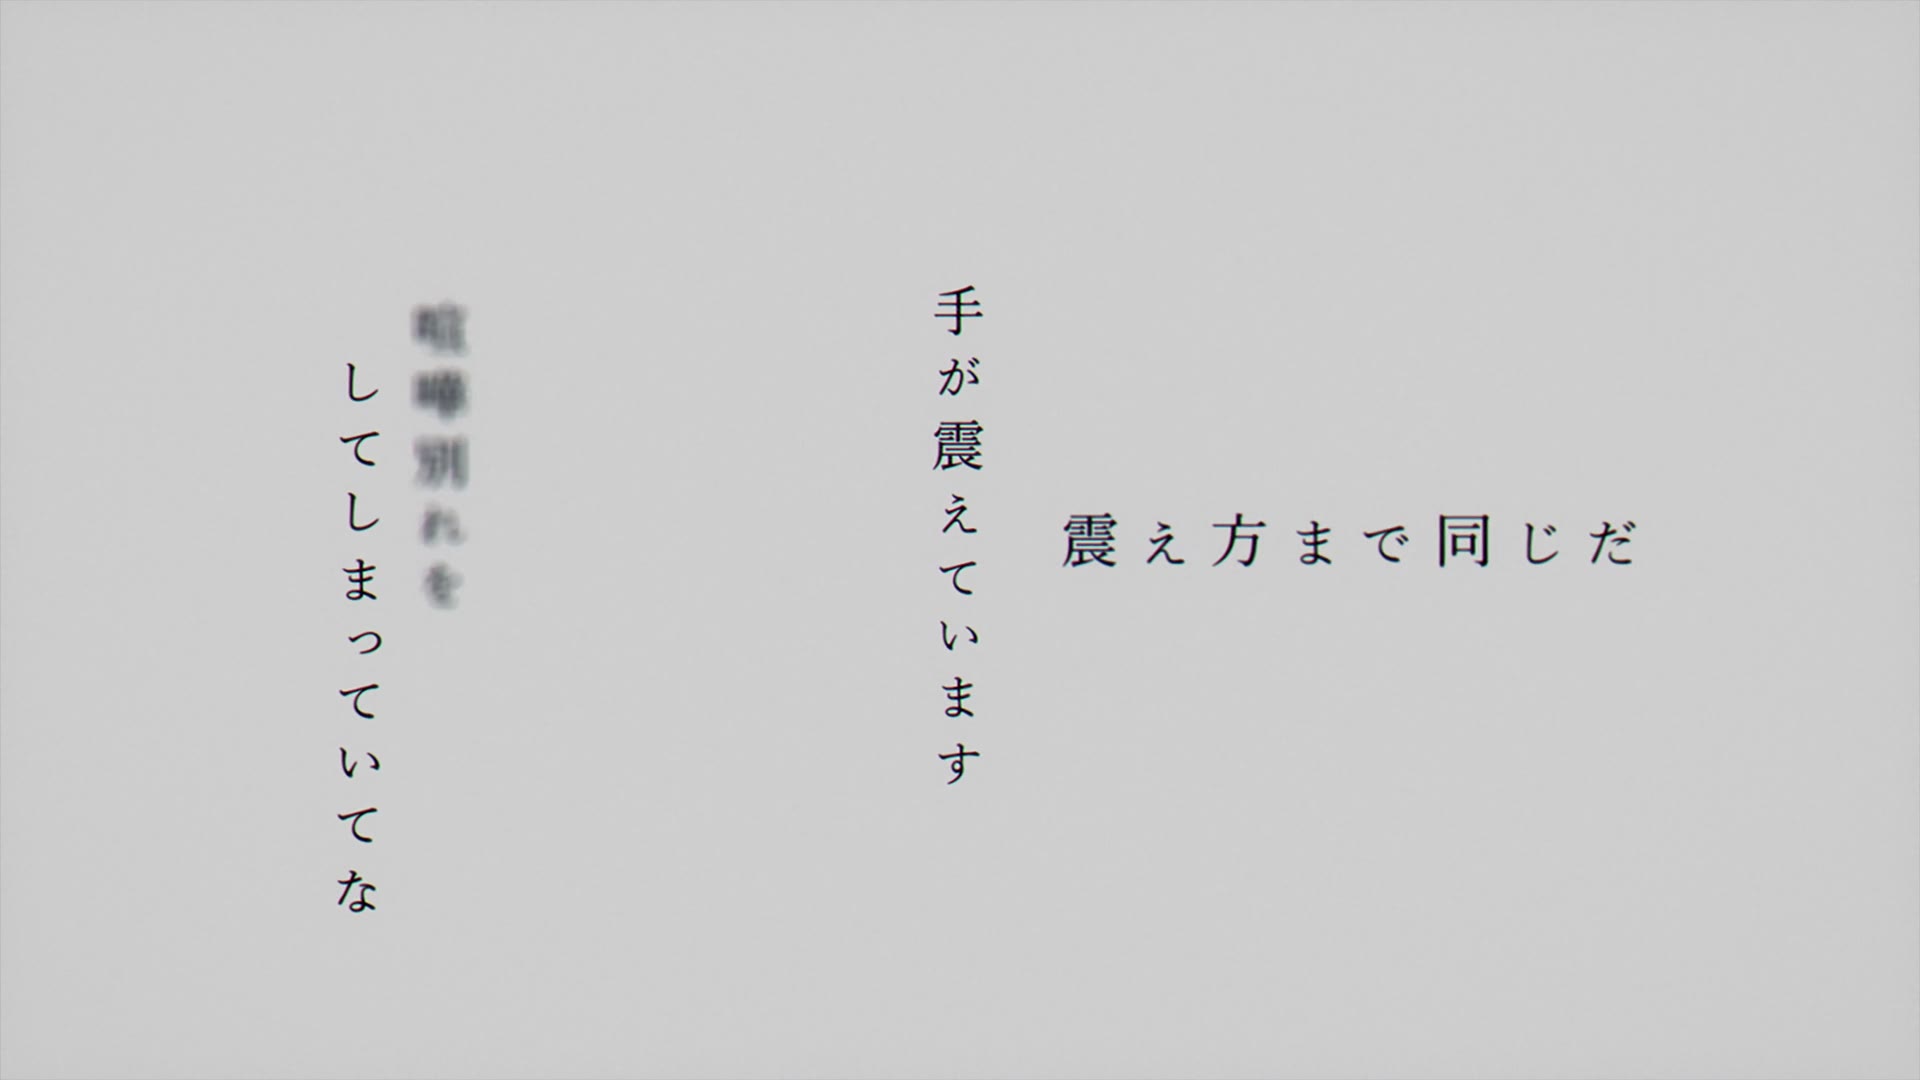 震え方まで同じだ
手が震えています
喧嘩別れを
してしまっていてな